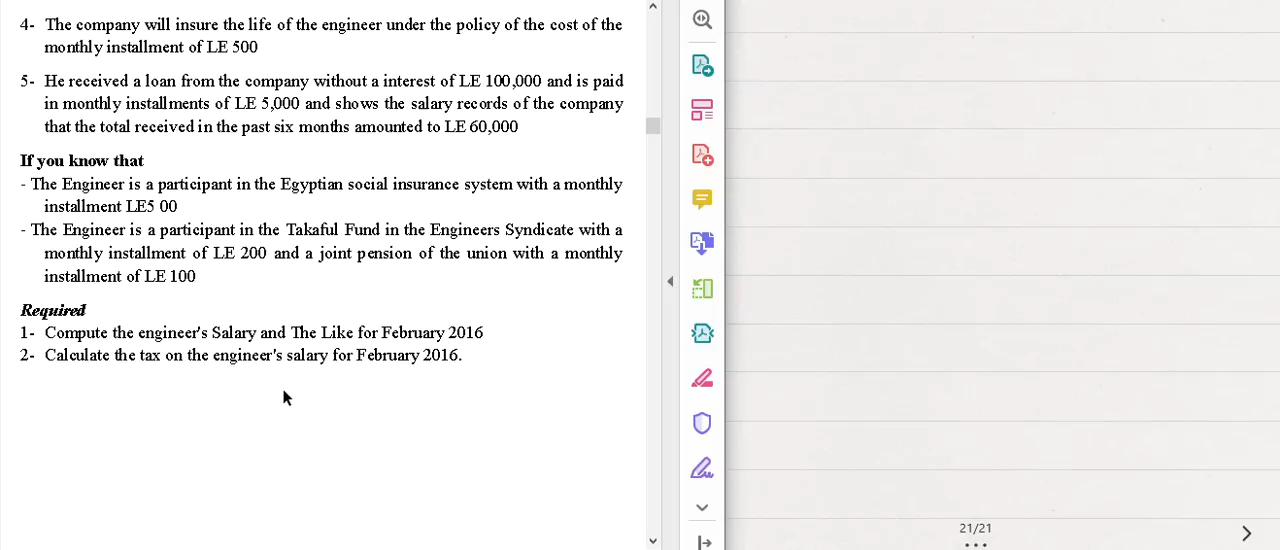 4- The company will insure the life of the engineer under the policy of the cost of the
monthly installment of LE 500
5- He received a loan from the company without a interest of LE 100,000 and is paid
in monthly installments of LE 5,000 and shows the salary records of the company
that the total received in the past six months amounted to LE 60,000
If you know that
- The Engineer is a participant in the Egyptian social insurance system with a monthly
installment LE5 00
- The Engineer is a participant in the Takaful Fund in the Engineers Syndicate with a
monthly installment of LE 200 and a joint pension of the union with a monthly
installment of LE 100
Required
1- Compute the engineer's Salary and The Like for February 2016
2- Calculate the tax on the engineer's salary for February 2016.
21/21